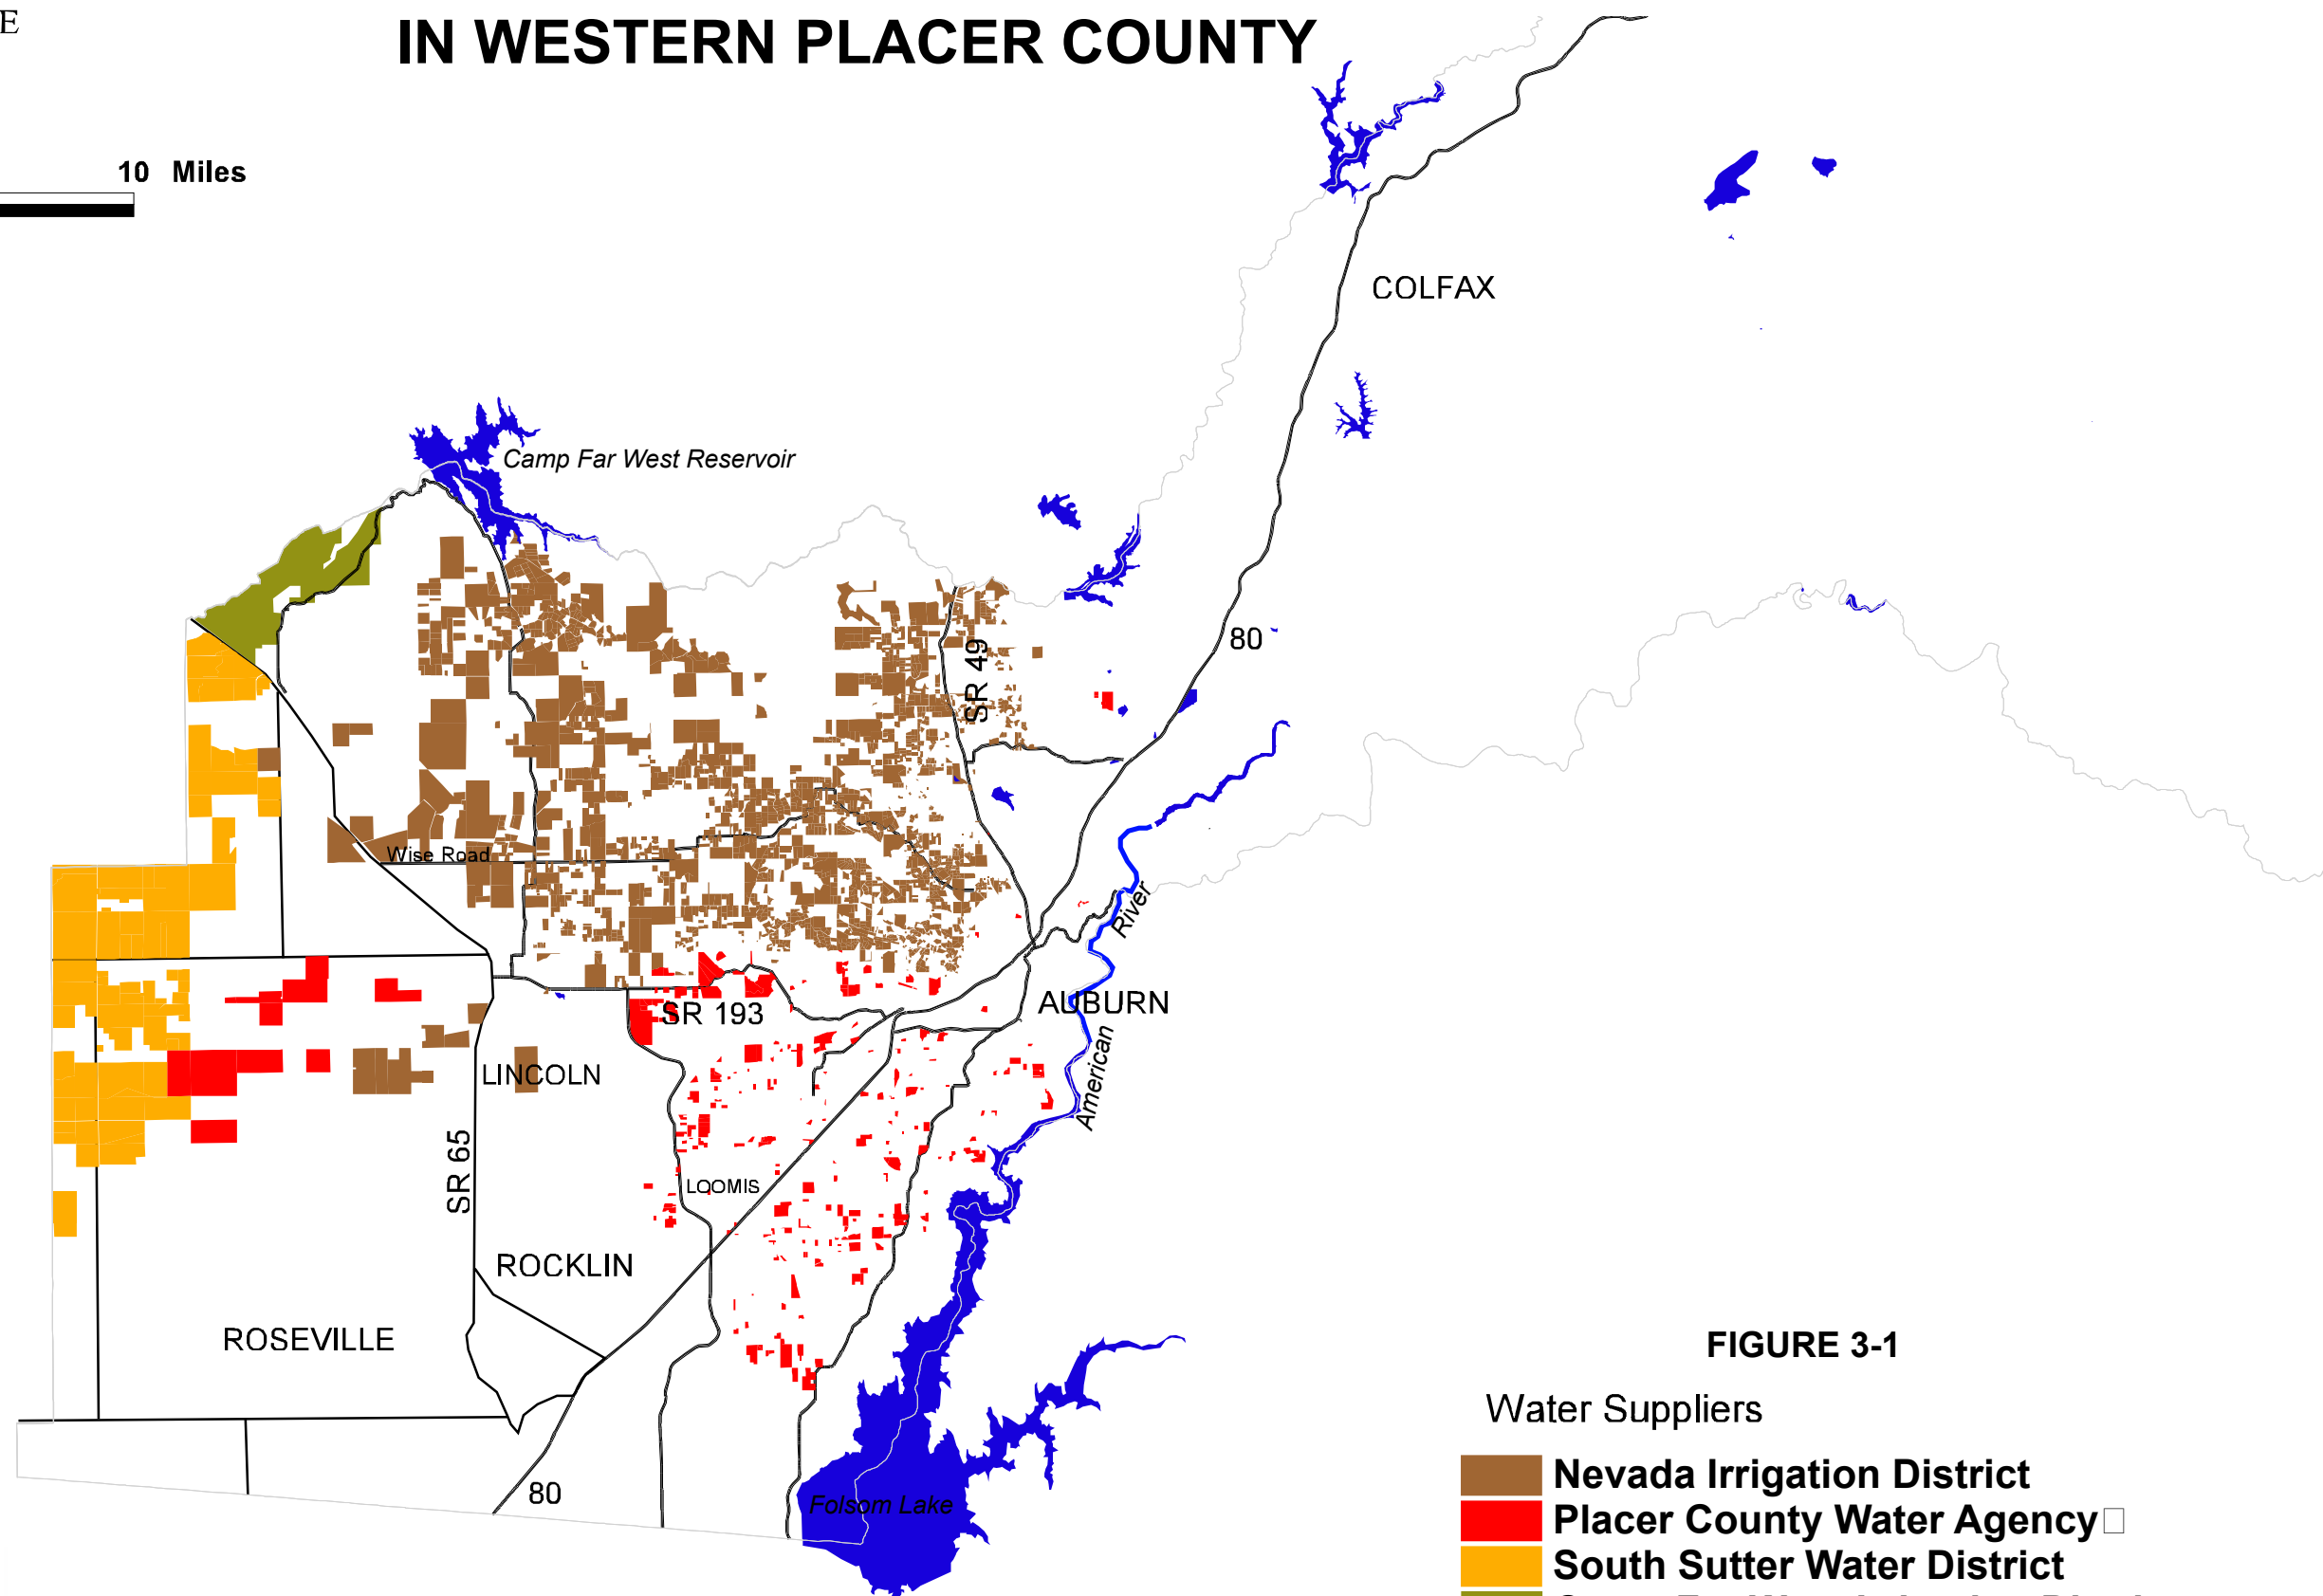 E
IN WESTERN PLACER COUNTY
10 Miles
COLFAX
Camp Far West Reservoir
80
SR 49
Wise Road
River
AUBURN
SR 193
American
LINCOLN
SR 65
LOOMIS
ROCKLIN
ROSEVILLE
80
Folsom Lake
FIGURE 3-1
Water Suppliers
Nevada Irrigation District
Placer County Water Agency
South Sutter Water District